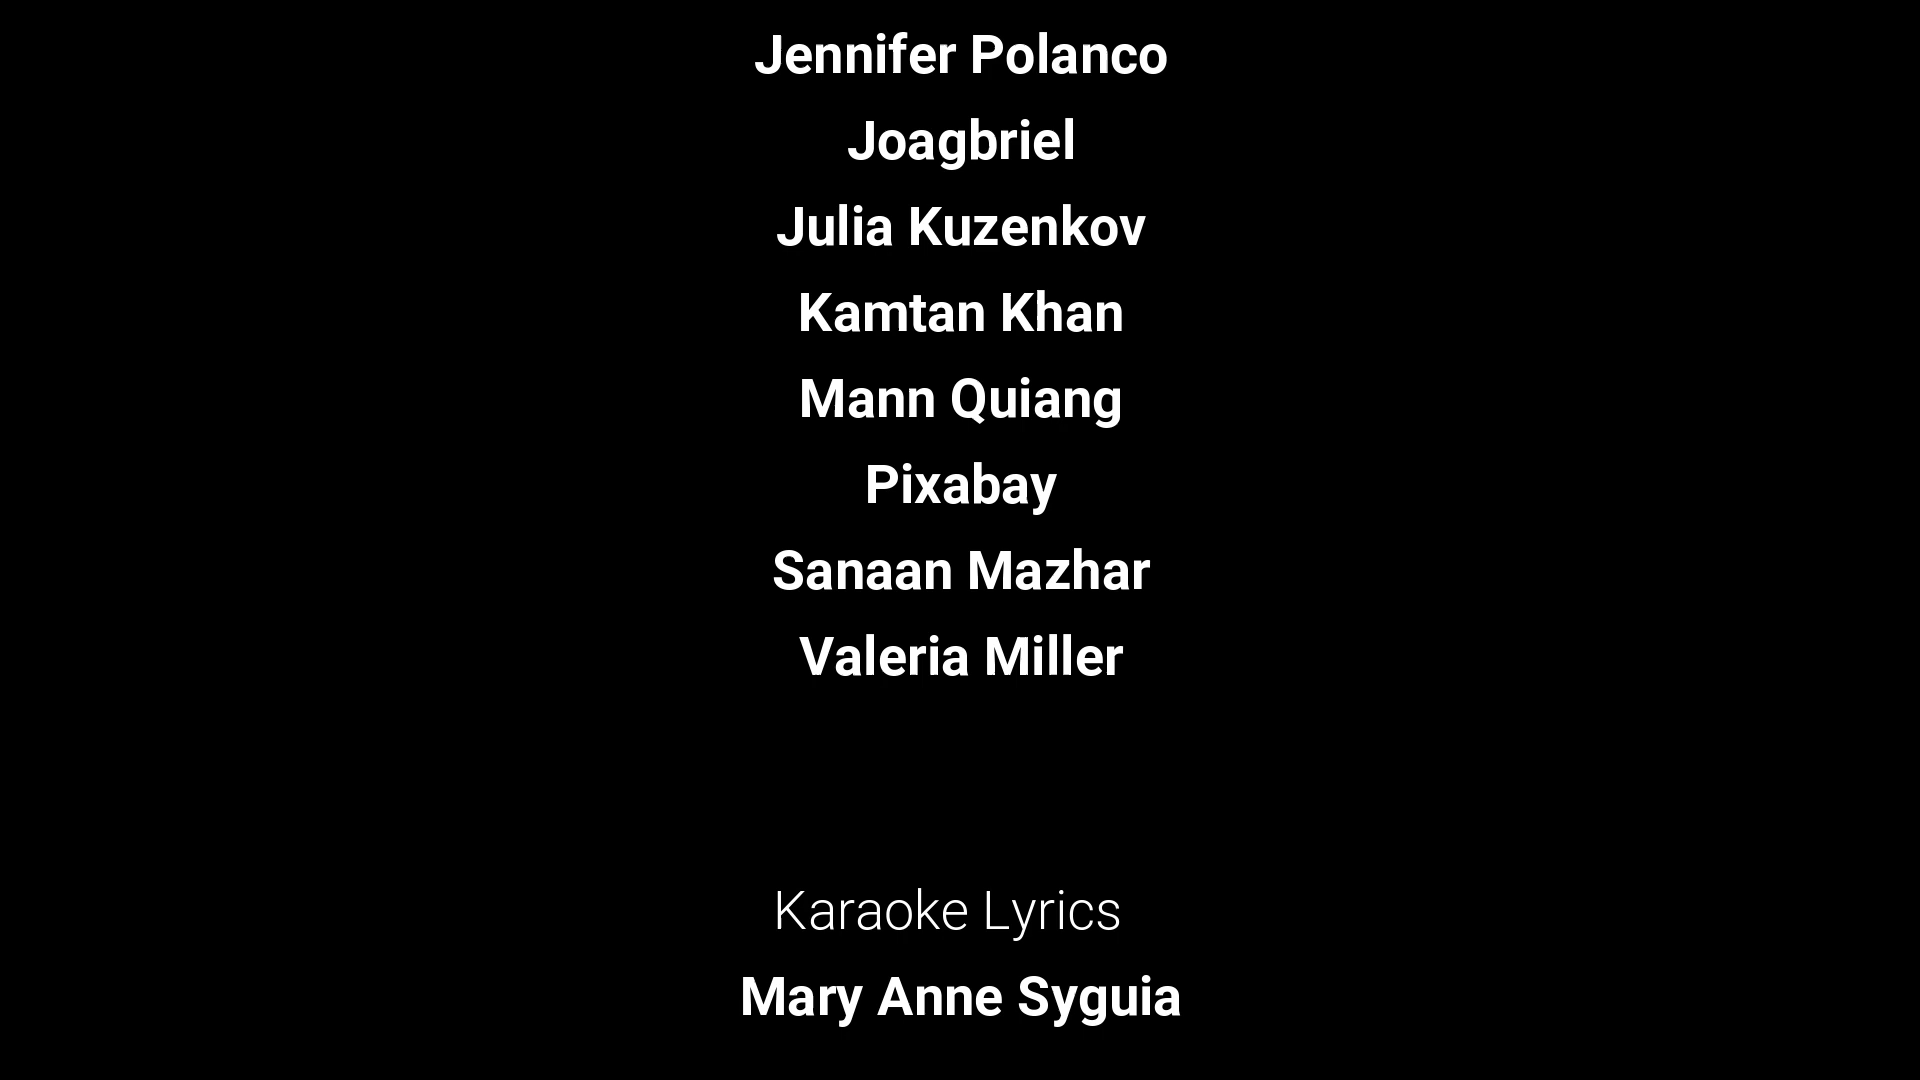 Jennifer Polanco
Joagbriel
Julia Kuzenkov
Kamtan Khan
Mann Quiang
Pixabay
Sanaan Mazhar
Valeria Miller
Karaoke Lyrics
Mary Anne Syguia